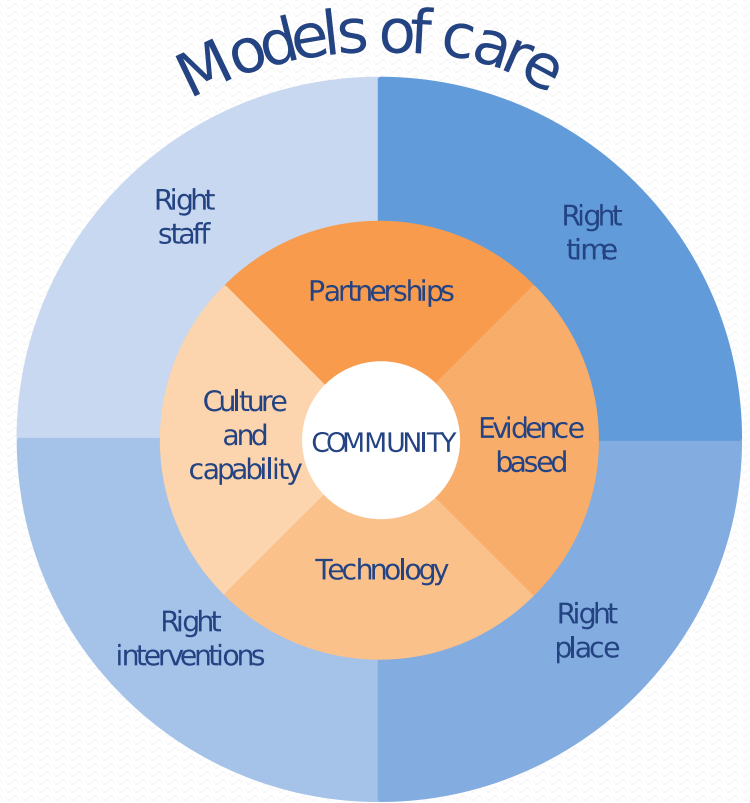 Models of care
Right
staff
Right
time
Partnerships
Culture
and
capability
COMMUNITY
Evidence
based
Technology
Right
interventions
Right
place